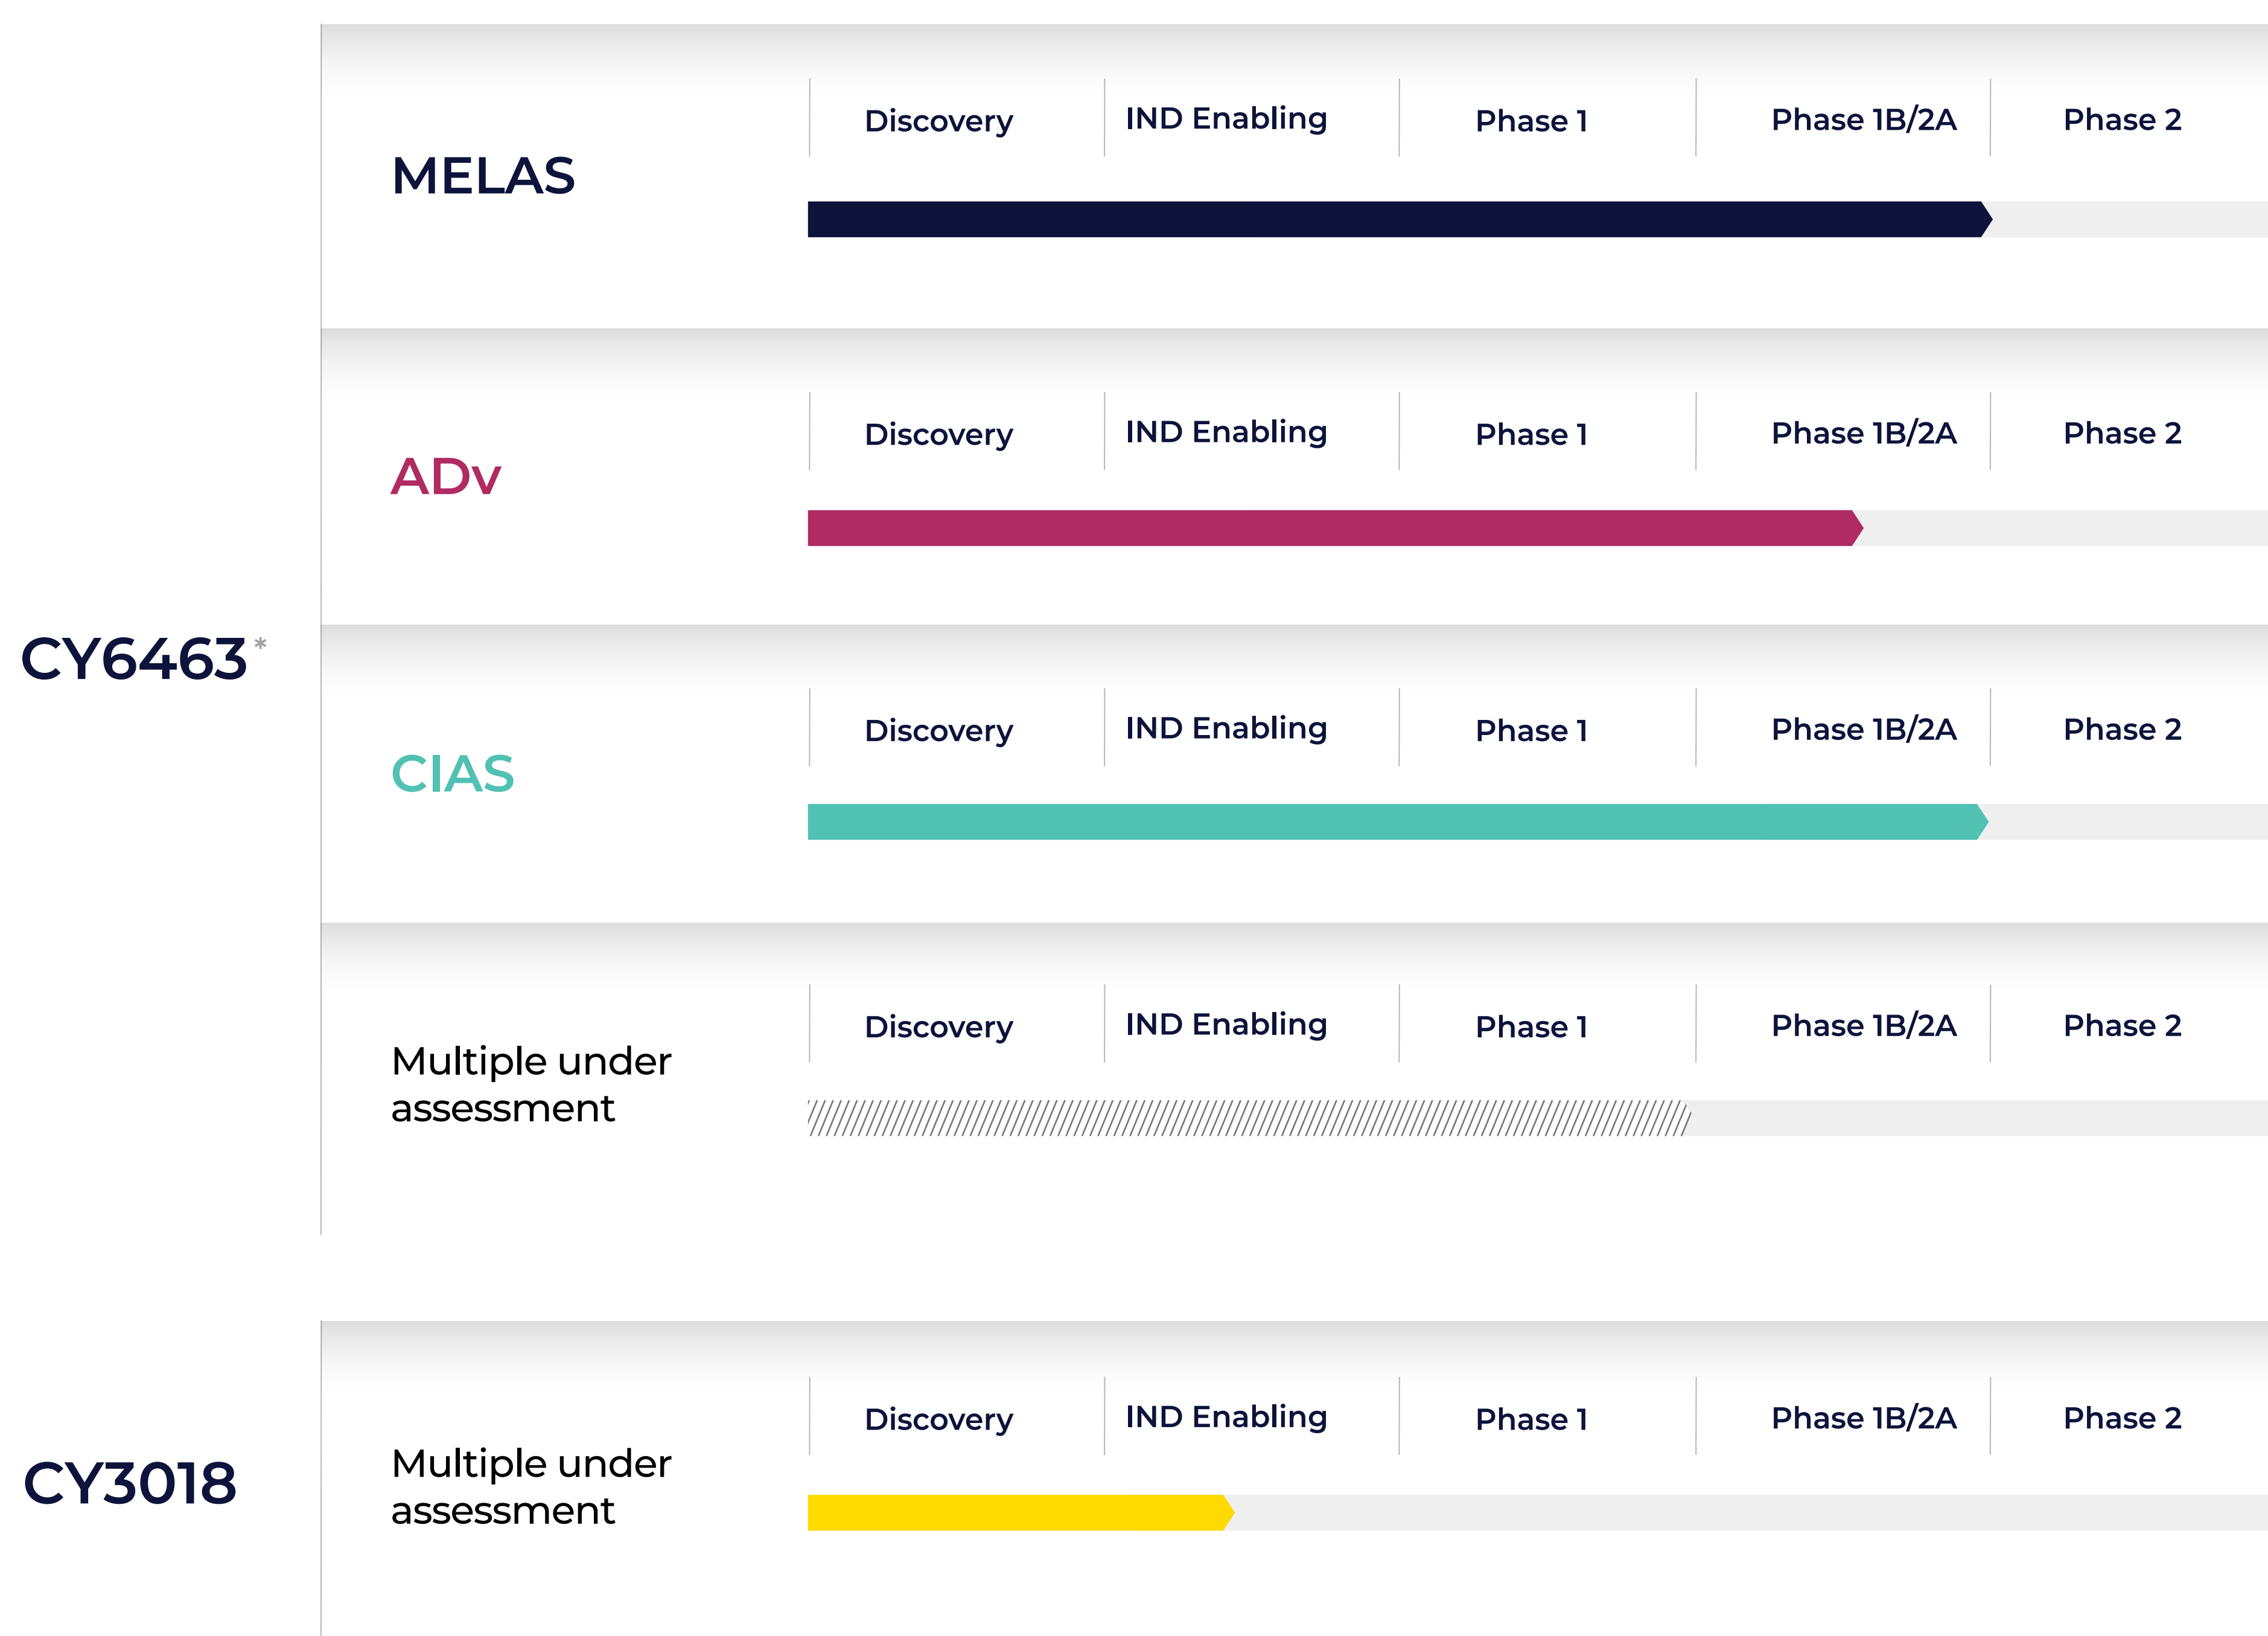 Discovery IND Enabling Phase 1 Phase 1B/2A Phase 2
MELAS
Discovery IND Enabling Phase 1 Phase 1B/2A Phase 2
ADv
CY6463*
Discovery IND Enabling Phase 1 Phase 1B/2A Phase 2
CIAS
Discovery IND Enabling Phase 1 Phase 1B/2A Phase 2
Multiple under
assessment
Discovery IND Enabling Phase 1 Phase 1B/2A Phase 2
CY3018
Multiple under
assessment